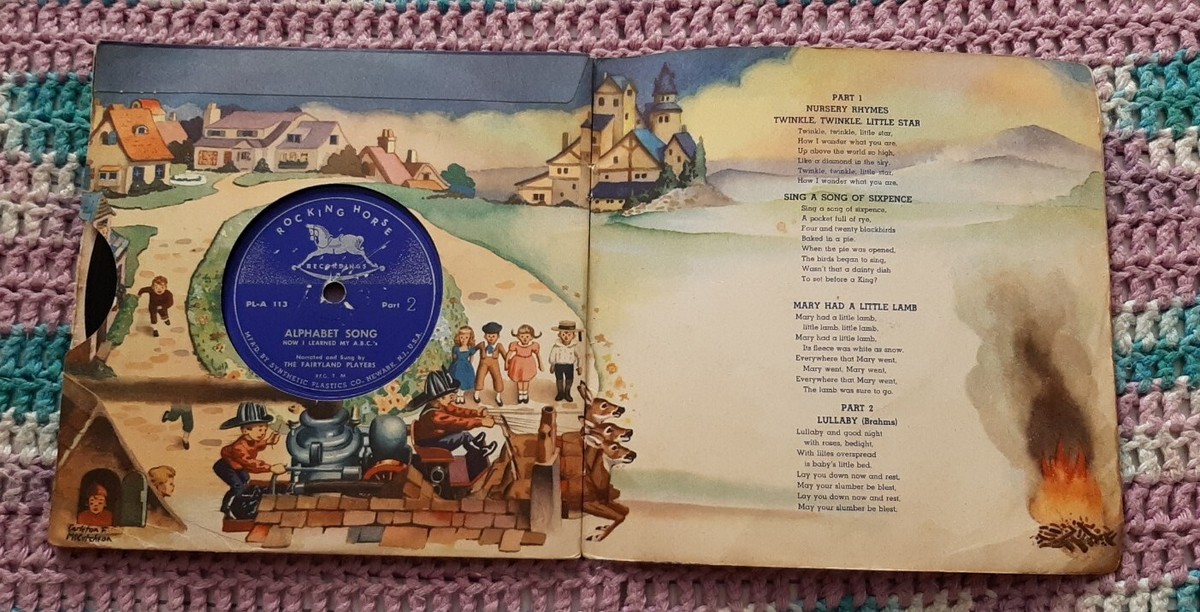 ROCKING HORSE
RECORDINGS
PL-A 113
Part 2
ALPHABET SONG
HOW I LEARNED MY A.B.C.'s
Narrated and Sung by
THE FAIRYLAND PLAYERS
REG. T. M.
MFR'D. BY SYNTHETIC PLASTICS CO. NEWARK, N.J., U.S.A.
PART 1
NURSERY RHYMES
TWINKLE, TWINKLE, LITTLE STAR
Twinkle, twinkle, little star,
How I wonder what you are,
Up above the world so high,
Like a diamond in the sky.
Twinkle, twinkle, little star,
How I wonder what you are.
SING A SONG OF SIXPENCE
Sing a song of sixpence,
A pocket full of rye,
Four and twenty blackbirds
Baked in a pie.
When the pie was opened,
The birds began to sing,
Wasn't that a dainty dish
To set before a King?
MARY HAD A LITTLE LAMB
Mary had a little lamb,
little lamb, little lamb,
Mary had a little lamb,
Its fleece was white as snow.
Everywhere that Mary went,
Mary went, Mary went,
Everywhere that Mary went,
The lamb was sure to go.
PART 2
LULLABY (Brahms)
Lullaby and good night
with roses, bedight,
With lilies overspread
is baby's little bed.
Lay you down now and rest,
May your slumber be blest,
Lay you down now and rest,
May your slumber be blest.